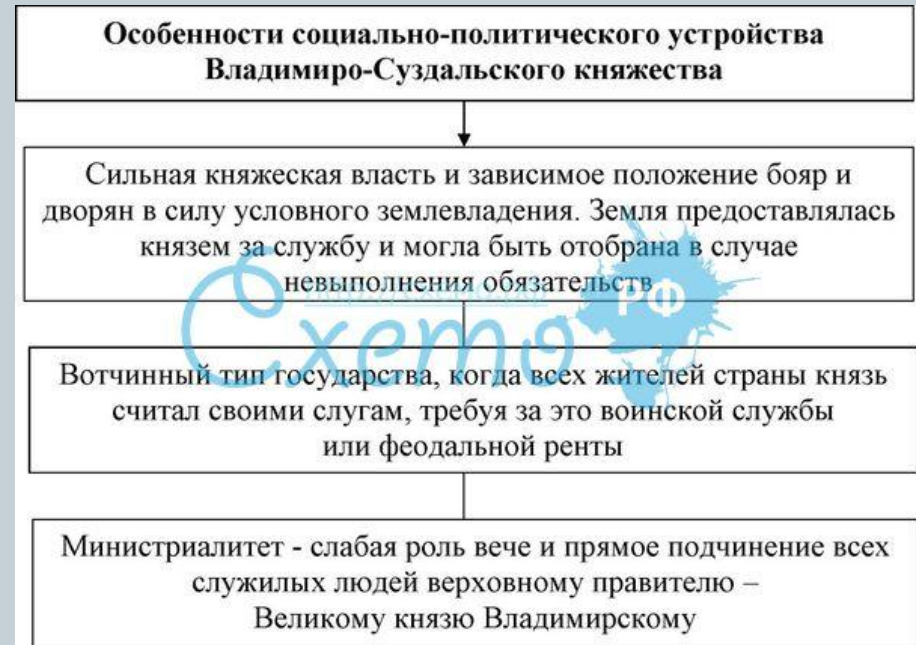 Особенности социально-политического устройства
Владимиро-Суздальского княжества
Сильная княжеская власть и зависимое положение бояр и
дворян в силу условного землевладения. Земля предоставлялась
князем за службу и могла быть отобрана в случае
невыполнения обязательств
Схемо
РФ
Вотчинный тип государства, когда всех жителей страны князь
считал своими слугам, требуя за это воинской службы
или феодальной ренты
Министриалитет - слабая роль вече и прямое подчинение всех
служилых людей верховному правителю –
Великому князю Владимирскому